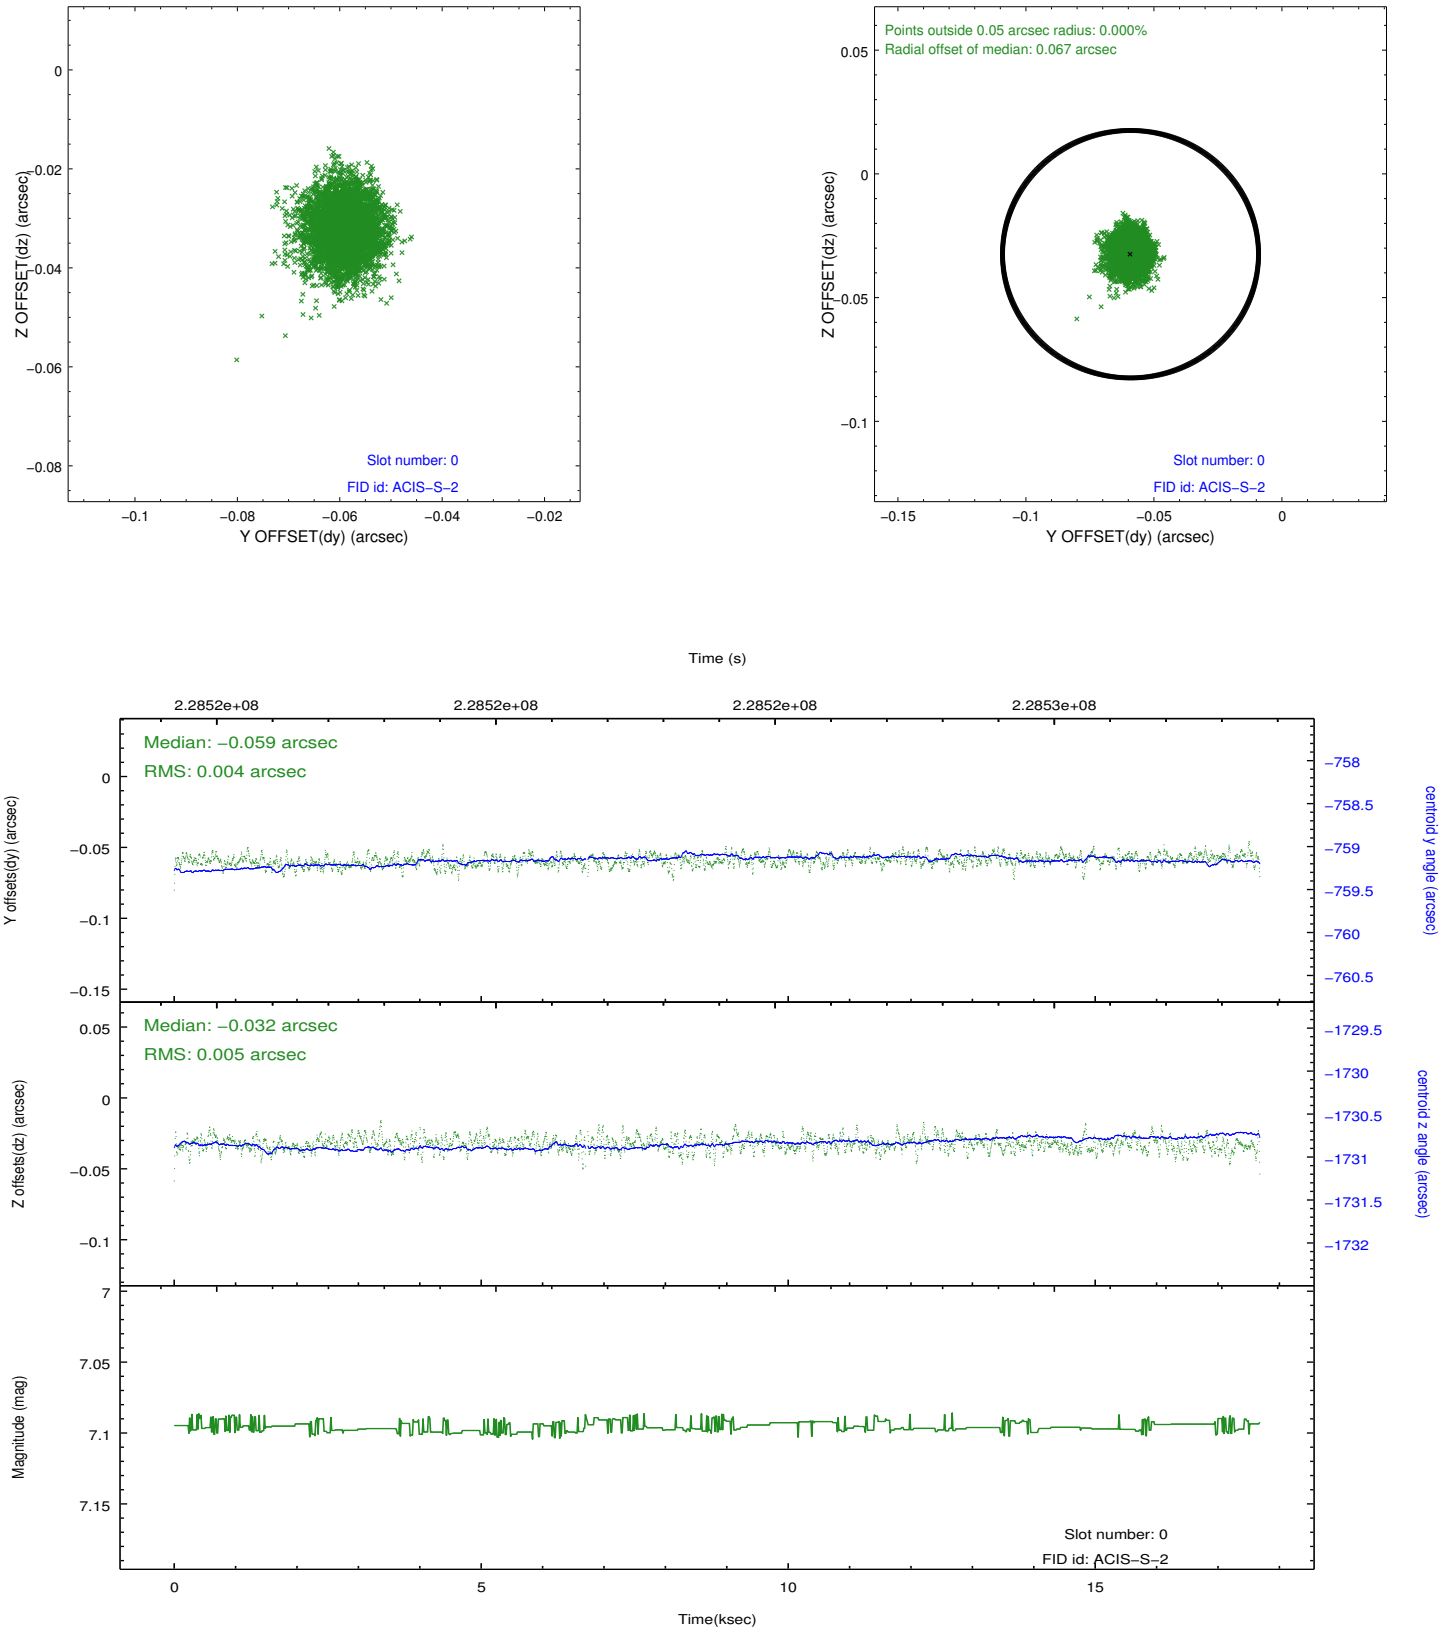 0
−0.02
−0.04
−0.06
−0.08
Z OFFSET(dz) (arcsec)
Slot number: 0
FID id: ACIS−S−2
−0.1
−0.08
−0.06
−0.04
−0.02
Y OFFSET(dy) (arcsec)
Points outside 0.05 arcsec radius: 0.000%
Radial offset of median: 0.067 arcsec
0.05
0
−0.05
−0.1
Z OFFSET(dz) (arcsec)
Slot number: 0
FID id: ACIS−S−2
−0.15
−0.1
−0.05
0
Y OFFSET(dy) (arcsec)
Time (s)
2.2852e+08
2.2852e+08
2.2852e+08
2.2853e+08
Median: −0.059 arcsec
RMS: 0.004 arcsec
0
−0.05
−0.1
−0.15
Y offsets(dy) (arcsec)
−758
−758.5
−759
−759.5
−760
−760.5
centroid y angle (arcsec)
Median: −0.032 arcsec
RMS: 0.005 arcsec
0.05
0
−0.05
−0.1
Z offsets(dz) (arcsec)
−1729.5
−1730
−1730.5
−1731
−1731.5
−1732
centroid z angle (arcsec)
7
7.05
7.1
7.15
Magnitude (mag)
Slot number: 0
FID id: ACIS−S−2
0
5
10
15
Time(ksec)